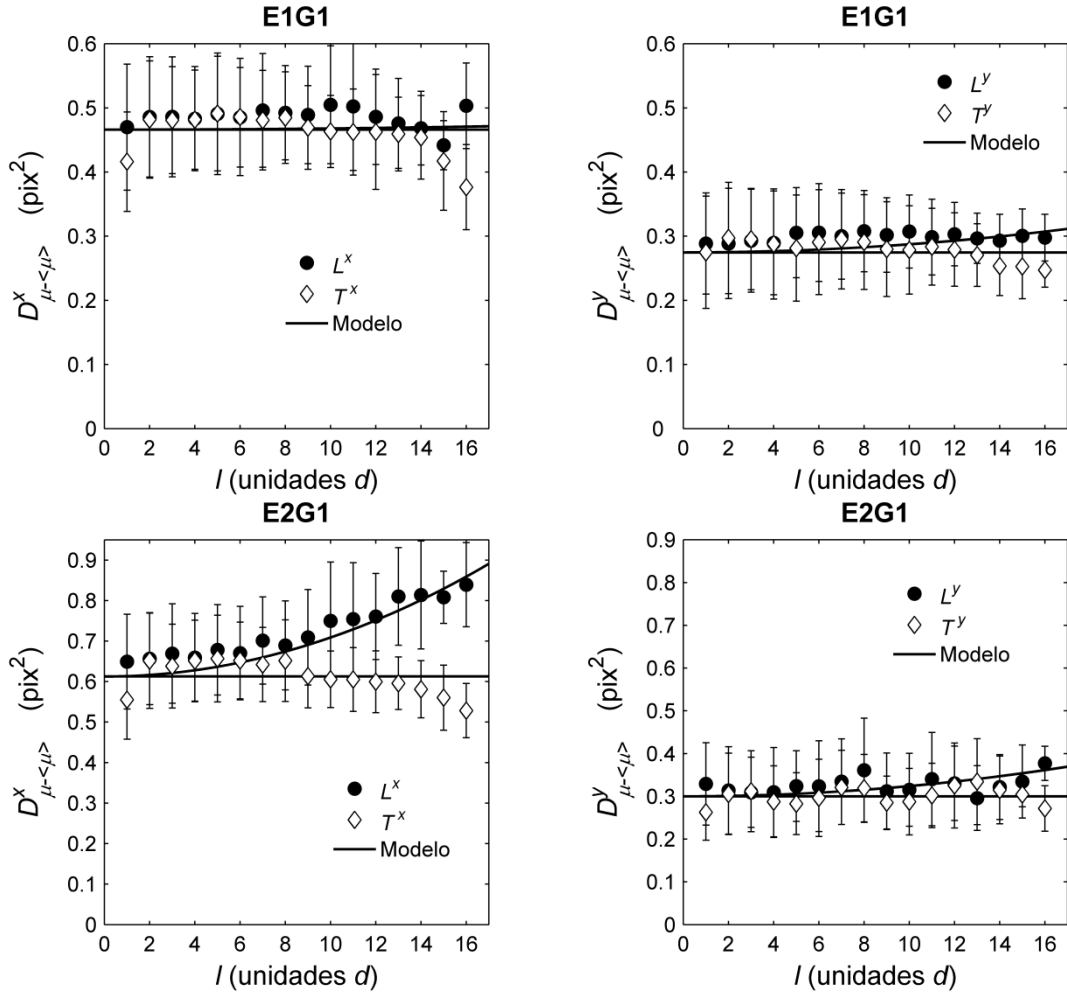 E1G1
0.6
0.5
0.4
0.3
0.2
0.1
0
D^x_{μ-<μ>} (pix²)
L^x
T^x
Modelo
0 2 4 6 8 10 12 14 16
l (unidades d)
E1G1
0.6
0.5
0.4
0.3
0.2
0.1
0
D^y_{μ-<μ>} (pix²)
L^y
T^y
Modelo
0 2 4 6 8 10 12 14 16
l (unidades d)
E2G1
0.9
0.8
0.7
0.6
0.5
0.4
0.3
0.2
0.1
0
D^x_{μ-<μ>} (pix²)
L^x
T^x
Modelo
0 2 4 6 8 10 12 14 16
l (unidades d)
E2G1
0.9
0.8
0.7
0.6
0.5
0.4
0.3
0.2
0.1
0
D^y_{μ-<μ>} (pix²)
L^y
T^y
Modelo
0 2 4 6 8 10 12 14 16
l (unidades d)